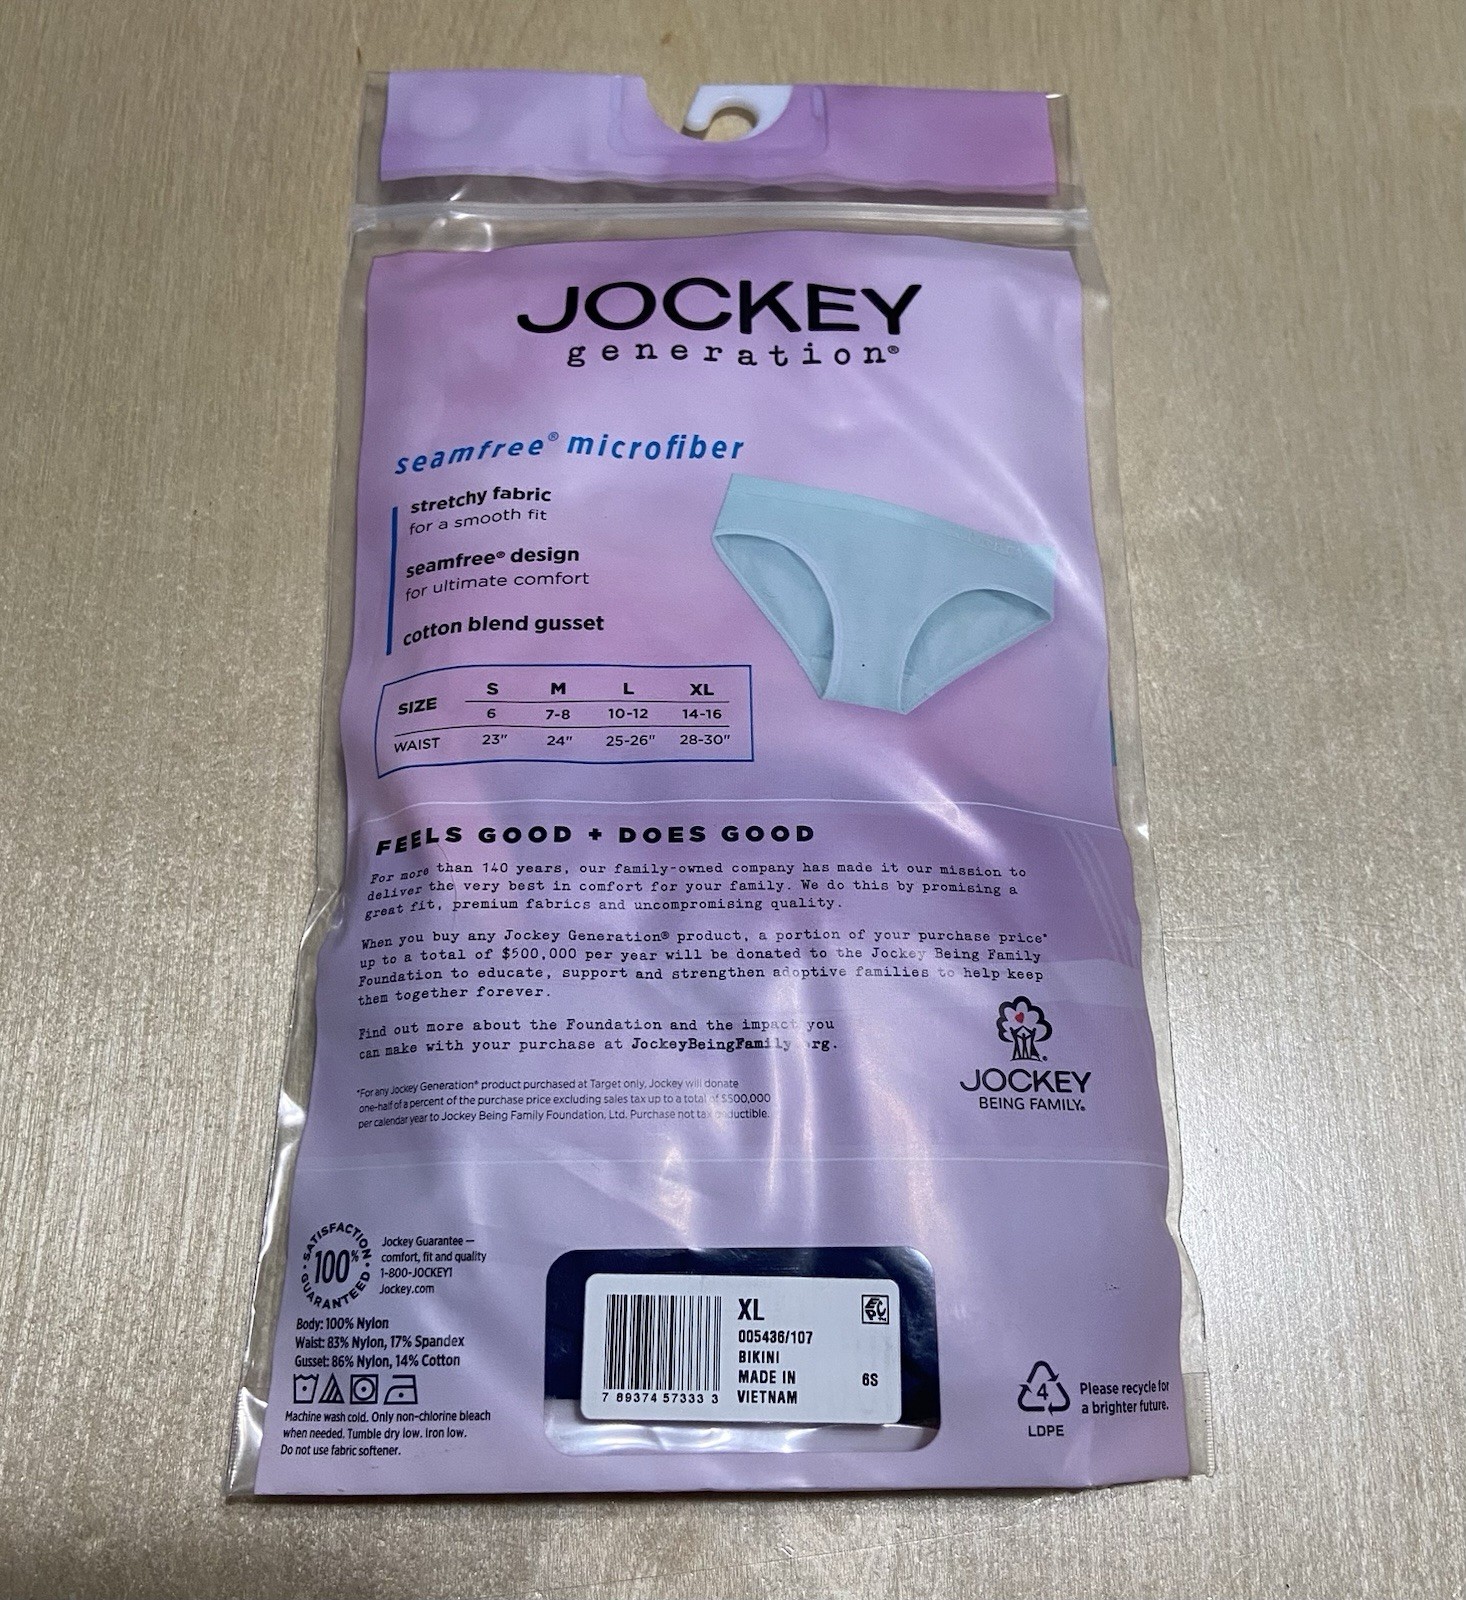 JOCKEY
generation®
seamfree® microfiber
stretchy fabric
for a smooth fit
seamfree® design
for ultimate comfort
cotton blend gusset
SIZE S M L XL
6 7-8 10-12 14-16
WAIST 23" 24" 25-26" 28-30"
FEELS GOOD + DOES GOOD
For more than 140 years, our family-owned company has made it our mission to
deliver the very best in comfort for your family. We do this by promising a
great fit, premium fabrics and uncompromising quality.
When you buy any Jockey Generation® product, a portion of your purchase price*
up to a total of $500,000 per year will be donated to the Jockey Being Family
Foundation to educate, support and strengthen adoptive families to help keep
them together forever.
Find out more about the Foundation and the impact you
can make with your purchase at JockeyBeingFamily.org.
*For any Jockey Generation® product purchased at Target only, Jockey will donate
one-half of a percent of the purchase price excluding sales tax up to a total of $500,000
per calendar year to Jockey Being Family Foundation, Ltd. Purchase not tax deductible.
JOCKEY
BEING FAMILY®
SATISFACTION
100%
GUARANTEED
Jockey Guarantee —
comfort, fit and quality
1-800-JOCKEY1
Jockey.com
Body: 100% Nylon
Waist: 83% Nylon, 17% Spandex
Gusset: 86% Nylon, 14% Cotton
Machine wash cold. Only non-chlorine bleach
when needed. Tumble dry low. Iron low.
Do not use fabric softener.
XL
005436/107
BIKINI
MADE IN
VIETNAM
6S
EPC
7 89374 57333 3
4
LDPE
Please recycle for
a brighter future.